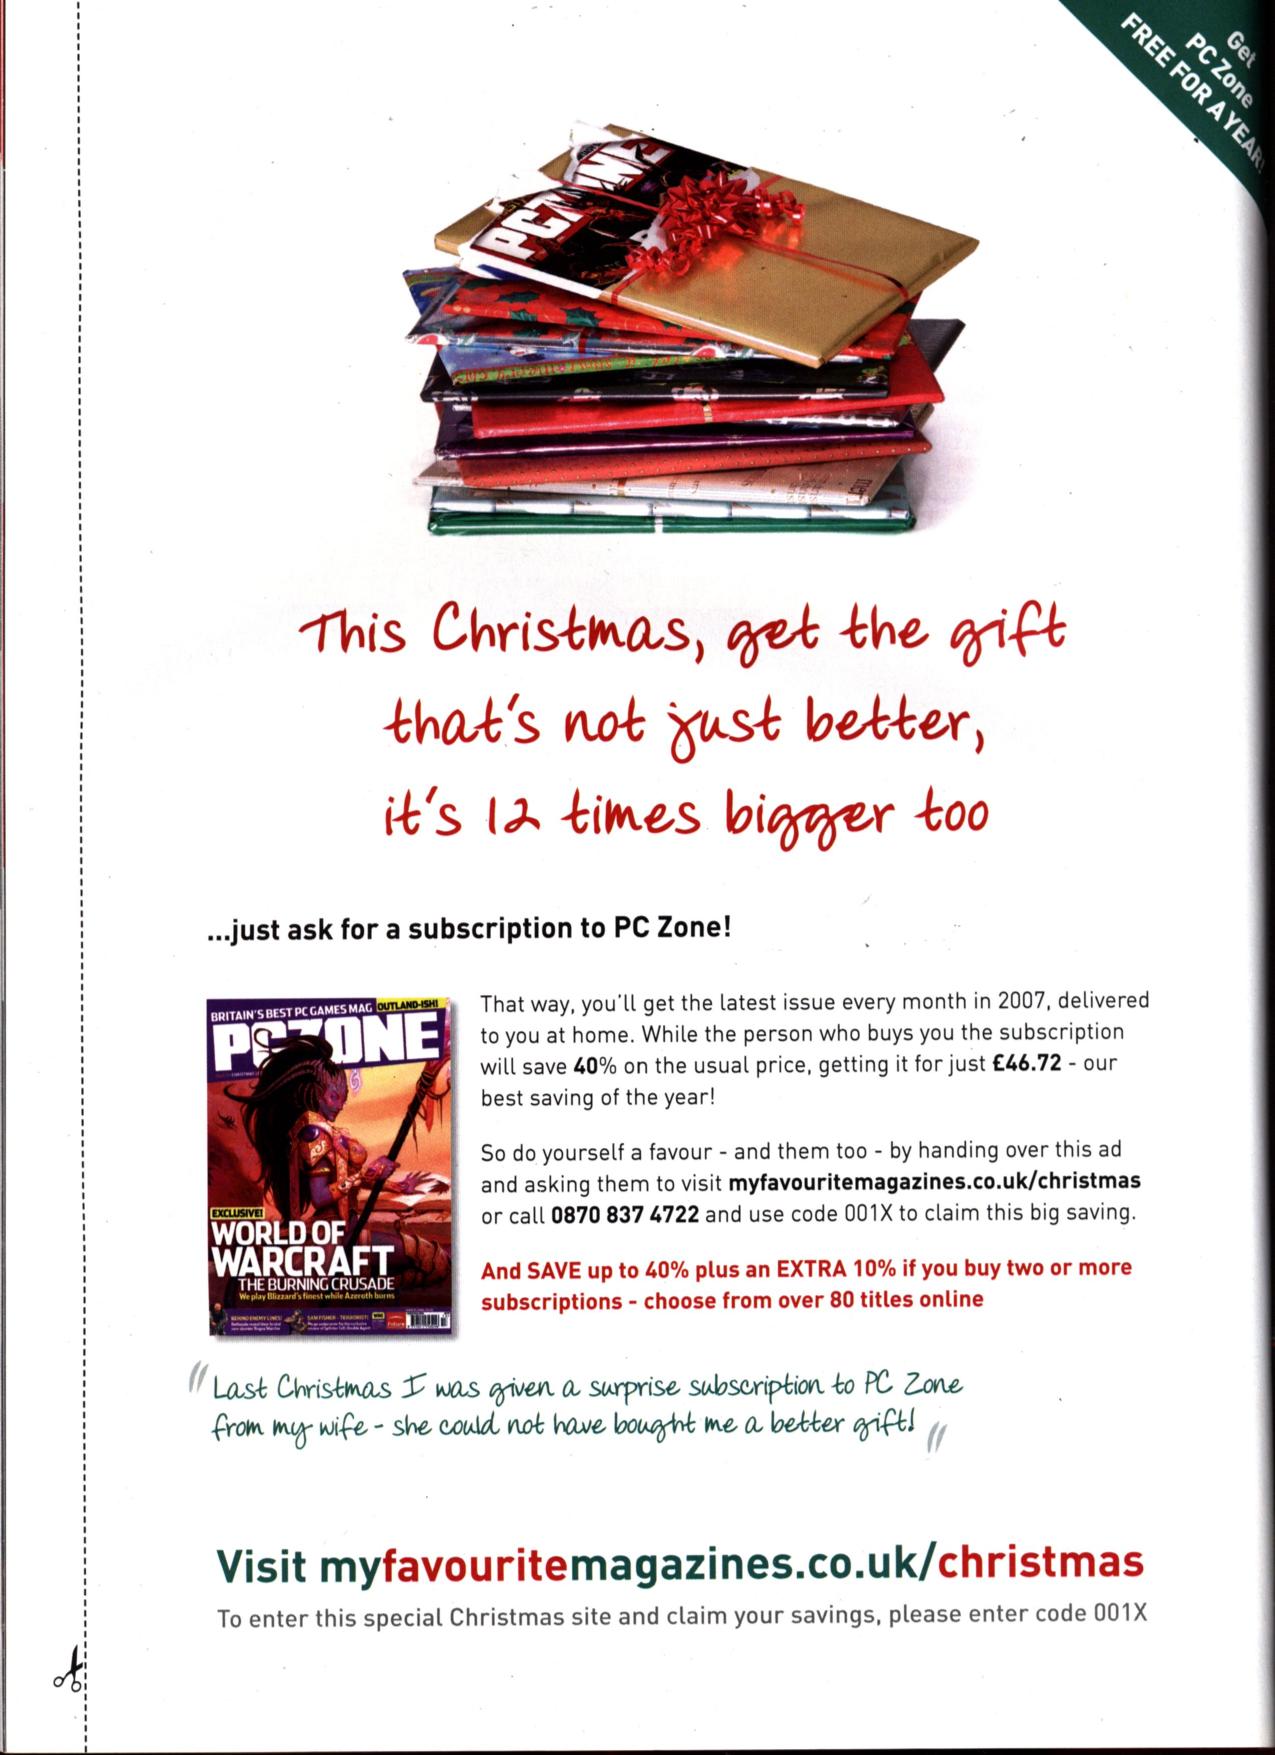 Get
PC Zone
FREE FOR A YEAR!
This Christmas, get the gift
that's not just better,
it's 12 times bigger too
...just ask for a subscription to PC Zone!
BRITAIN'S BEST PC GAMES MAG
OUTLAND-ISH!
PCZONE
EXCLUSIVE!
WORLD OF
WARCRAFT
THE BURNING CRUSADE
We play Blizzard's finest while Azeroth burns
BEHIND ENEMY LINES!
That way, you'll get the latest issue every month in 2007, delivered
to you at home. While the person who buys you the subscription
will save 40% on the usual price, getting it for just £46.72 - our
best saving of the year!
So do yourself a favour - and them too - by handing over this ad
and asking them to visit myfavouritemagazines.co.uk/christmas
or call 0870 837 4722 and use code 001X to claim this big saving.
And SAVE up to 40% plus an EXTRA 10% if you buy two or more
subscriptions - choose from over 80 titles online
"Last Christmas I was given a surprise subscription to PC Zone
from my wife - she could not have bought me a better gift!"
Visit myfavouritemagazines.co.uk/christmas
To enter this special Christmas site and claim your savings, please enter code 001X